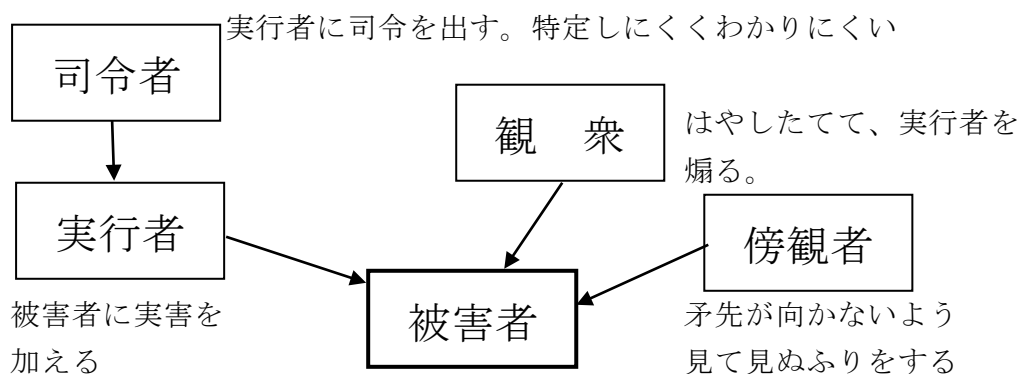 実行者に司令を出す。特定しにくくわかりにくい
司令者
観　衆
はやしたてて、実行者を
煽る。
実行者
傍観者
被害者に実害を
加える
被害者
矛先が向かないよう
見て見ぬふりをする